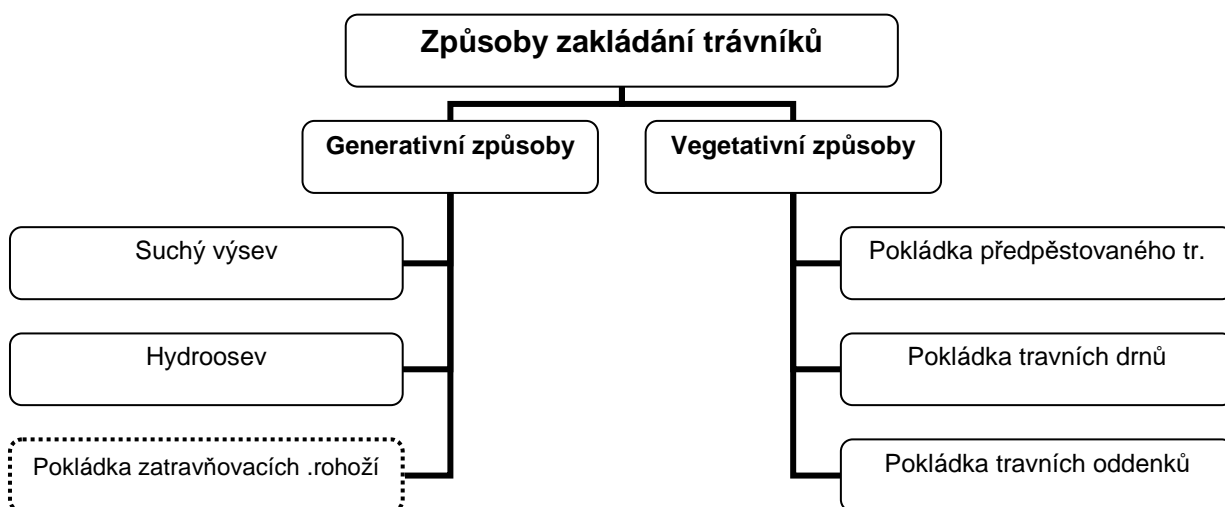 Způsoby zakládání trávníků
Generativní způsoby
Vegetativní způsoby
Suchý výsev
Pokládka předpěstovaného tr.
Hydroosev
Pokládka travních drnů
Pokládka zatravňovacích .rohoží
Pokládka travních oddenků